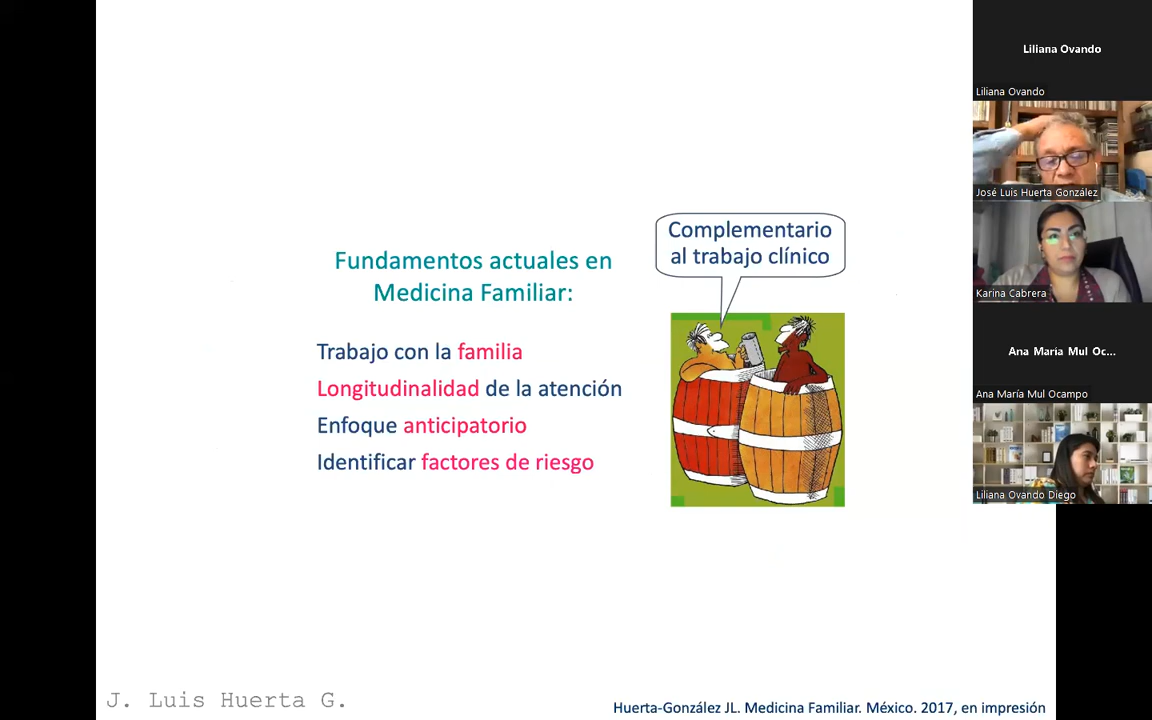 Fundamentos actuales en
Medicina Familiar:
Trabajo con la familia
Longitudinalidad de la atención
Enfoque anticipatorio
Identificar factores de riesgo
Complementario
al trabajo clínico
J. Luis Huerta G.
Huerta-González JL. Medicina Familiar. México. 2017, en impresión
Liliana Ovando
Liliana Ovando
José Luis Huerta González
Karina Cabrera
Ana María Mul Oc...
Ana María Mul Ocampo
Liliana Ovando Diego